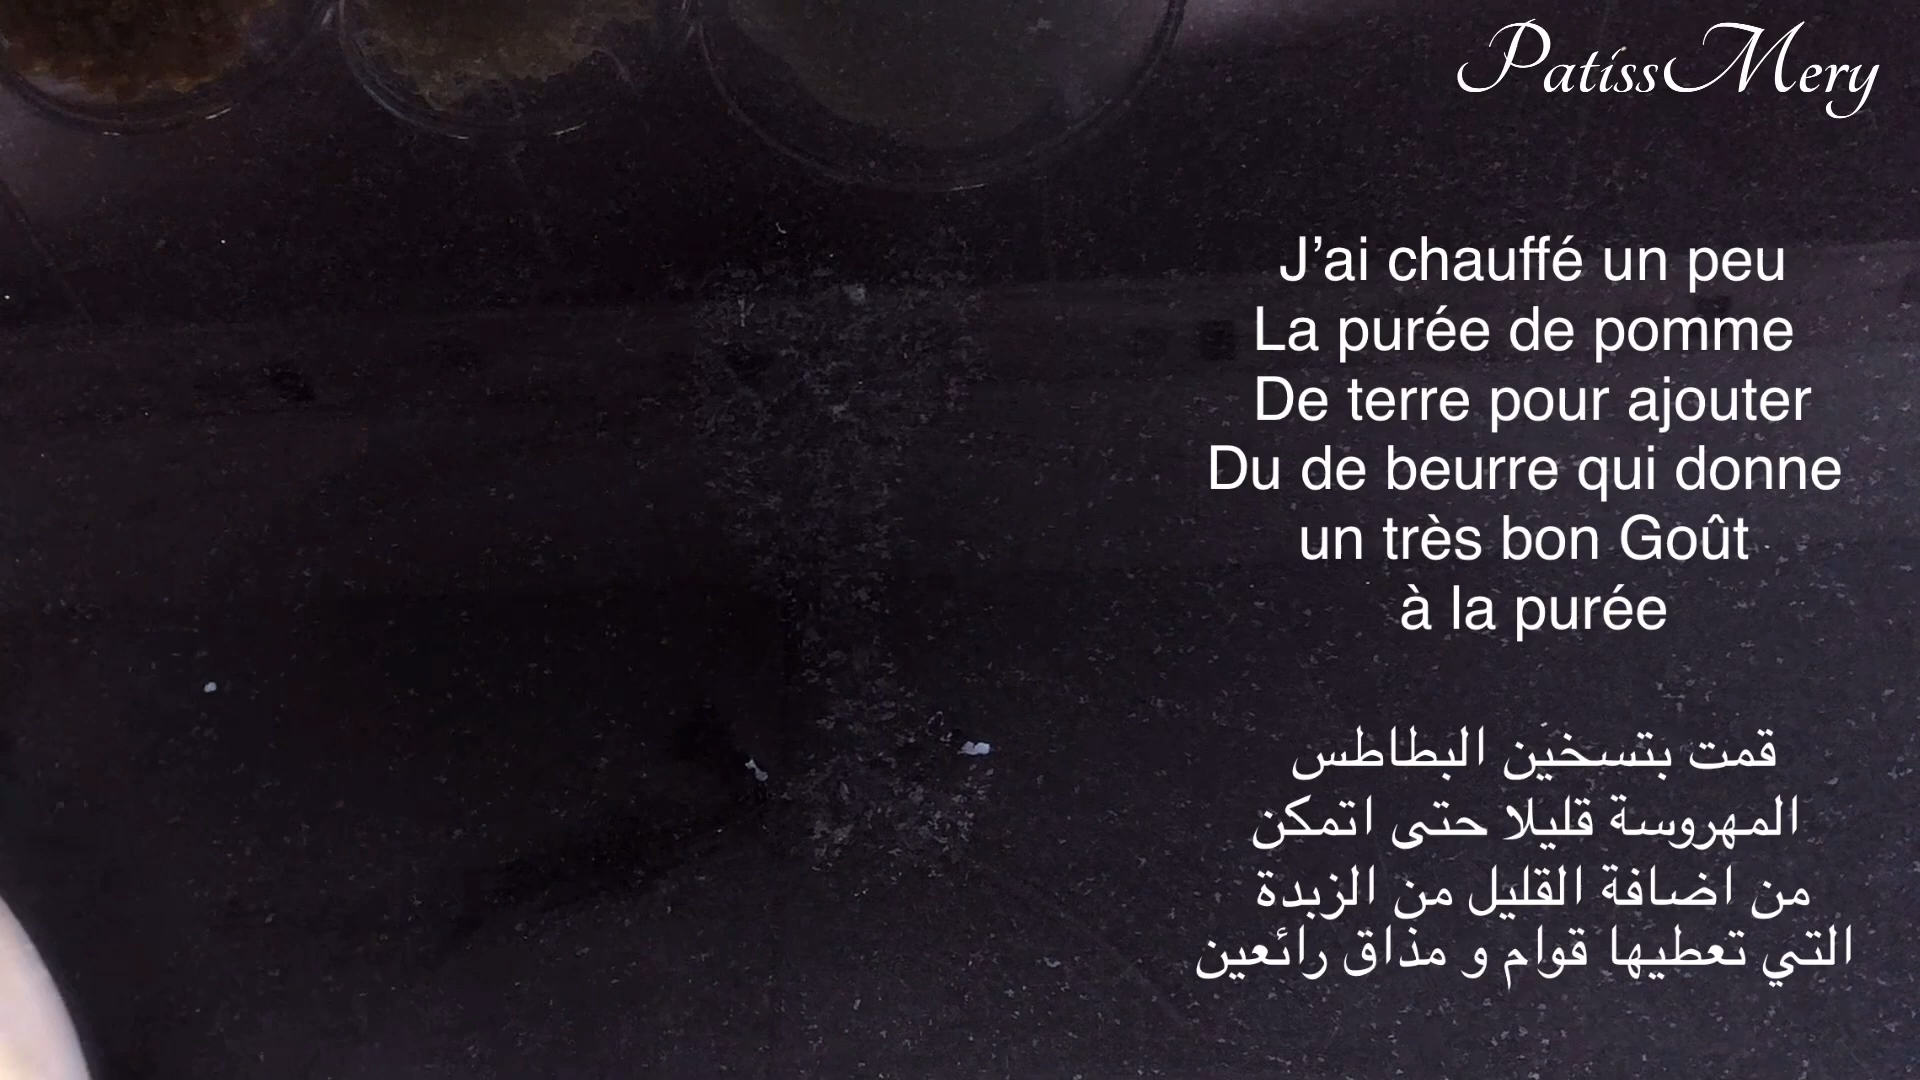 PatissMery
J’ai chauffé un peu
La purée de pomme
De terre pour ajouter
Du de beurre qui donne
un très bon Goût
à la purée
قمت بتسخين البطاطس
المهروسة قليلا حتى اتمكن
من اضافة القليل من الزبدة
التي تعطيها قوام و مذاق رائعين